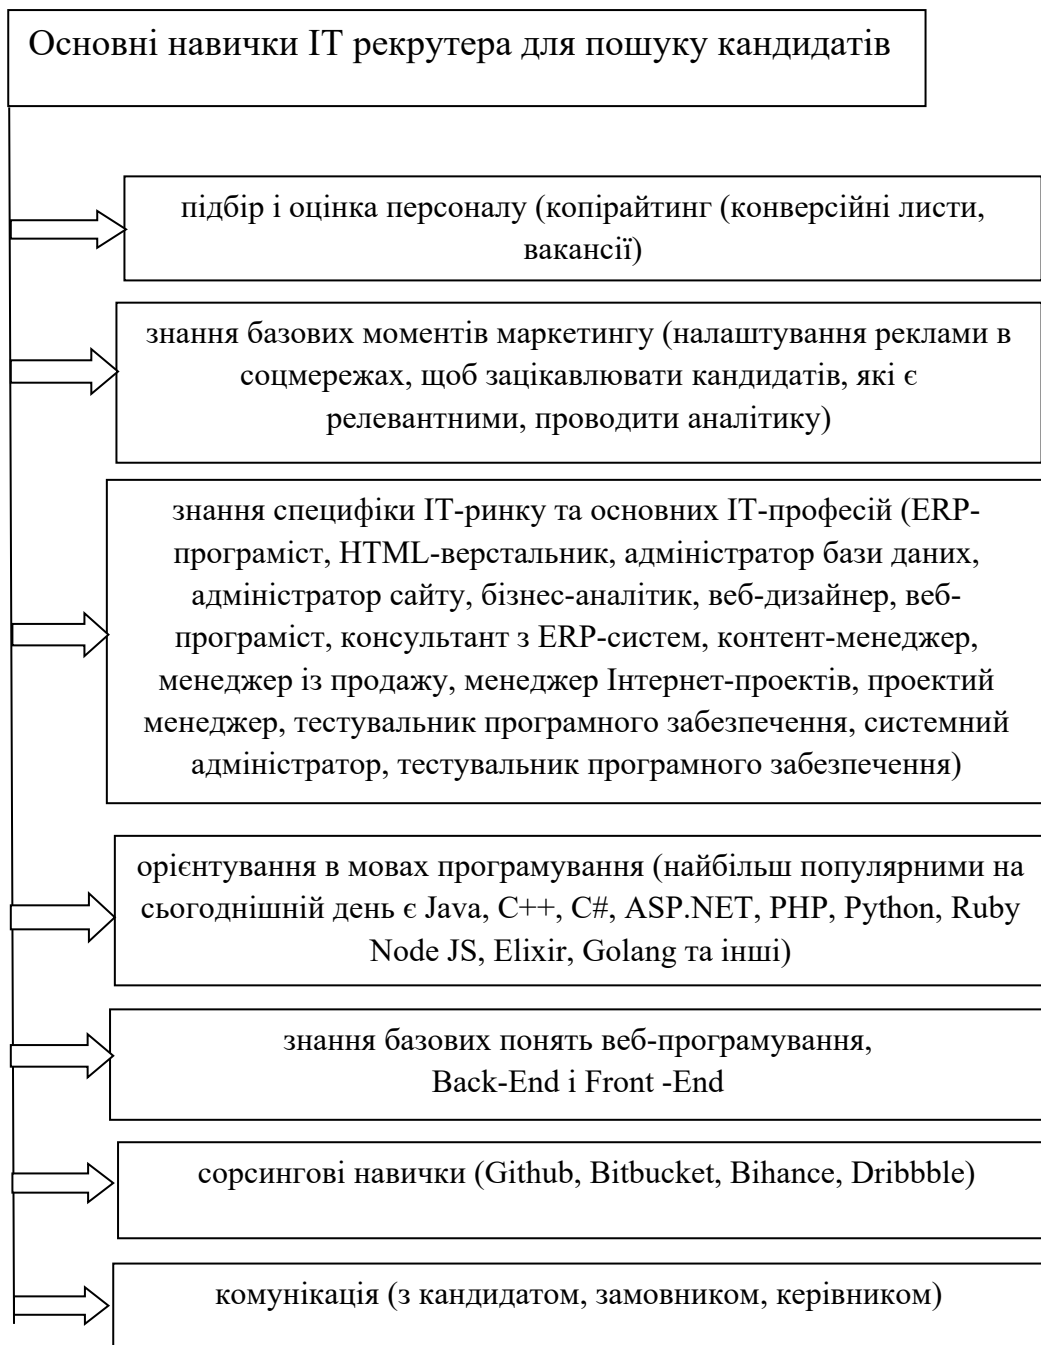 Основні навички ІТ рекрутера для пошуку кандидатів
підбір і оцінка персоналу (копірайтинг (конверсійні листи,
вакансії)
знання базових моментів маркетингу (налаштування реклами в
соцмережах, щоб зацікавлювати кандидатів, які є
релевантними, проводити аналітику)
знання специфіки ІТ-ринку та основних ІТ-професій (ERP-
програміст, HTML-верстальник, адміністратор бази даних,
адміністратор сайту, бізнес-аналітик, веб-дизайнер, веб-
програміст, консультант з ERP-систем, контент-менеджер,
менеджер із продажу, менеджер Інтернет-проектів, проектий
менеджер, тестувальник програмного забезпечення, системний
адміністратор, тестувальник програмного забезпечення)
орієнтування в мовах програмування (найбільш популярними на
сьогоднішній день є Java, C++, C#, ASP.NET, PHP, Python, Ruby
Node JS, Elixir, Golang та інші)
знання базових понять веб-програмування,
Back-End і Front -End
сорсингові навички (Github, Bitbucket, Bihance, Dribbble)
комунікація (з кандидатом, замовником, керівником)